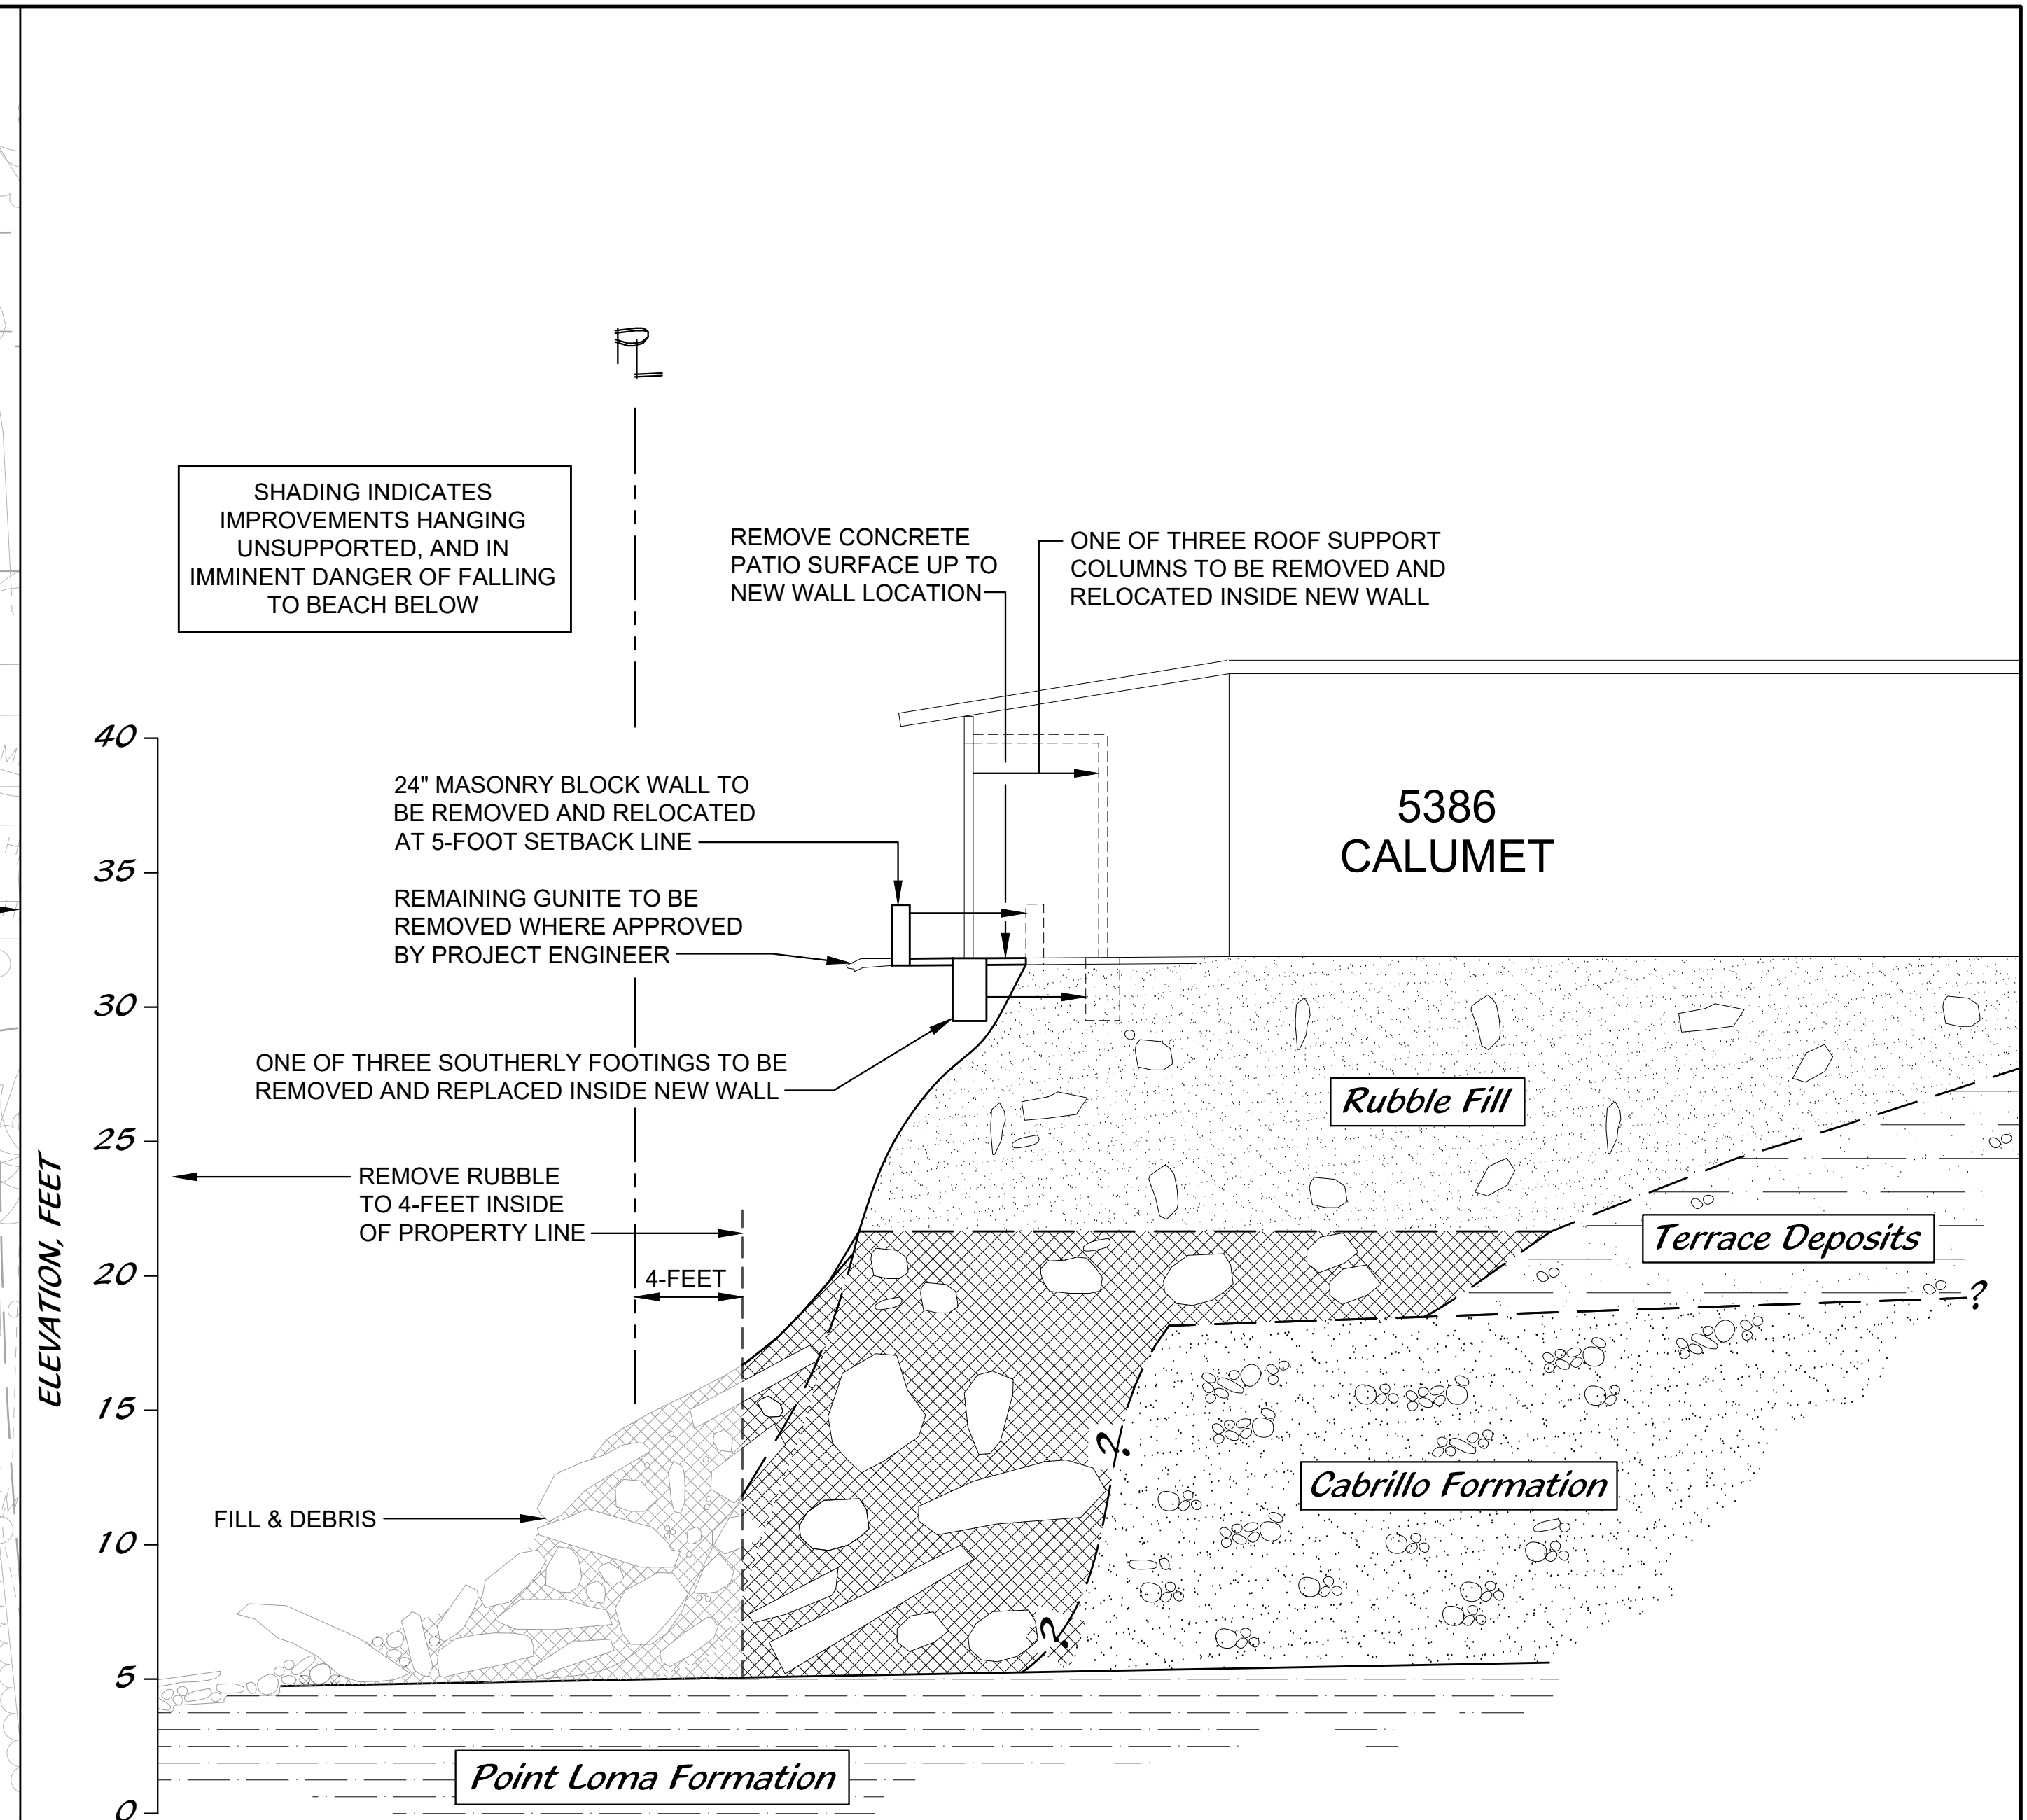 PL
SHADING INDICATES
IMPROVEMENTS HANGING
UNSUPPORTED, AND IN
IMMINENT DANGER OF FALLING
TO BEACH BELOW
REMOVE CONCRETE
PATIO SURFACE UP TO
NEW WALL LOCATION
ONE OF THREE ROOF SUPPORT
COLUMNS TO BE REMOVED AND
RELOCATED INSIDE NEW WALL
24" MASONRY BLOCK WALL TO
BE REMOVED AND RELOCATED
AT 5-FOOT SETBACK LINE
5386
CALUMET
REMAINING GUNITE TO BE
REMOVED WHERE APPROVED
BY PROJECT ENGINEER
ONE OF THREE SOUTHERLY FOOTINGS TO BE
REMOVED AND REPLACED INSIDE NEW WALL
REMOVE RUBBLE
TO 4-FEET INSIDE
OF PROPERTY LINE
4-FEET
FILL & DEBRIS
ELEVATION, FEET
40
35
30
25
20
15
10
5
0
Rubble Fill
Terrace Deposits
?
?
Cabrillo Formation
?
Point Loma Formation